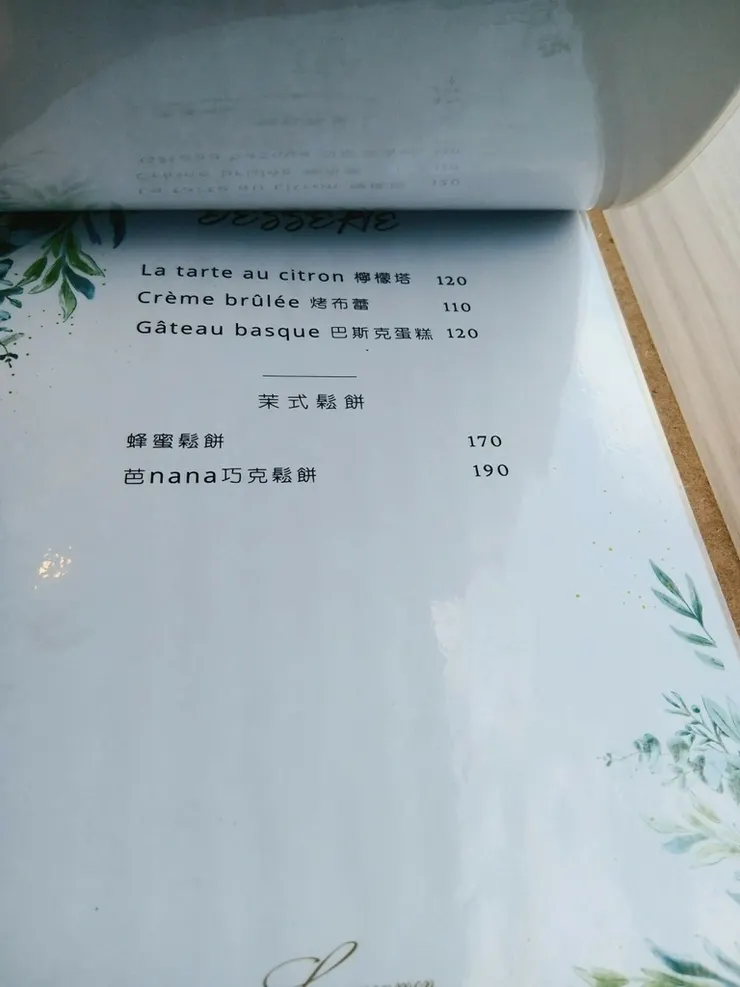 La tarte au citron 檸檬塔 120
Crème brûlée 烤布蕾 110
Gâteau basque 巴斯克蛋糕 120
茉式鬆餅
蜂蜜鬆餅 170
芭nana巧克鬆餅 190